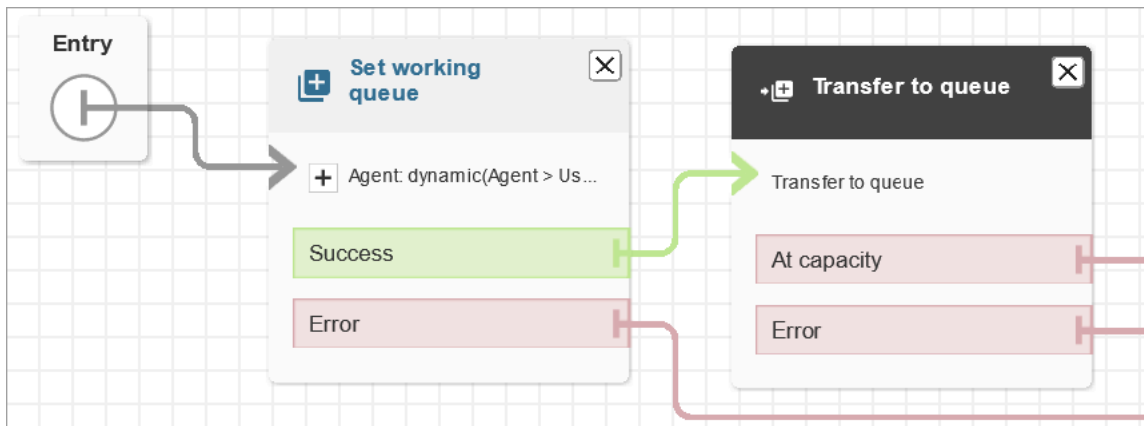 Entry
Set working
queue
Agent: dynamic(Agent > Us...
Success
Error
Transfer to queue
Transfer to queue
At capacity
Error